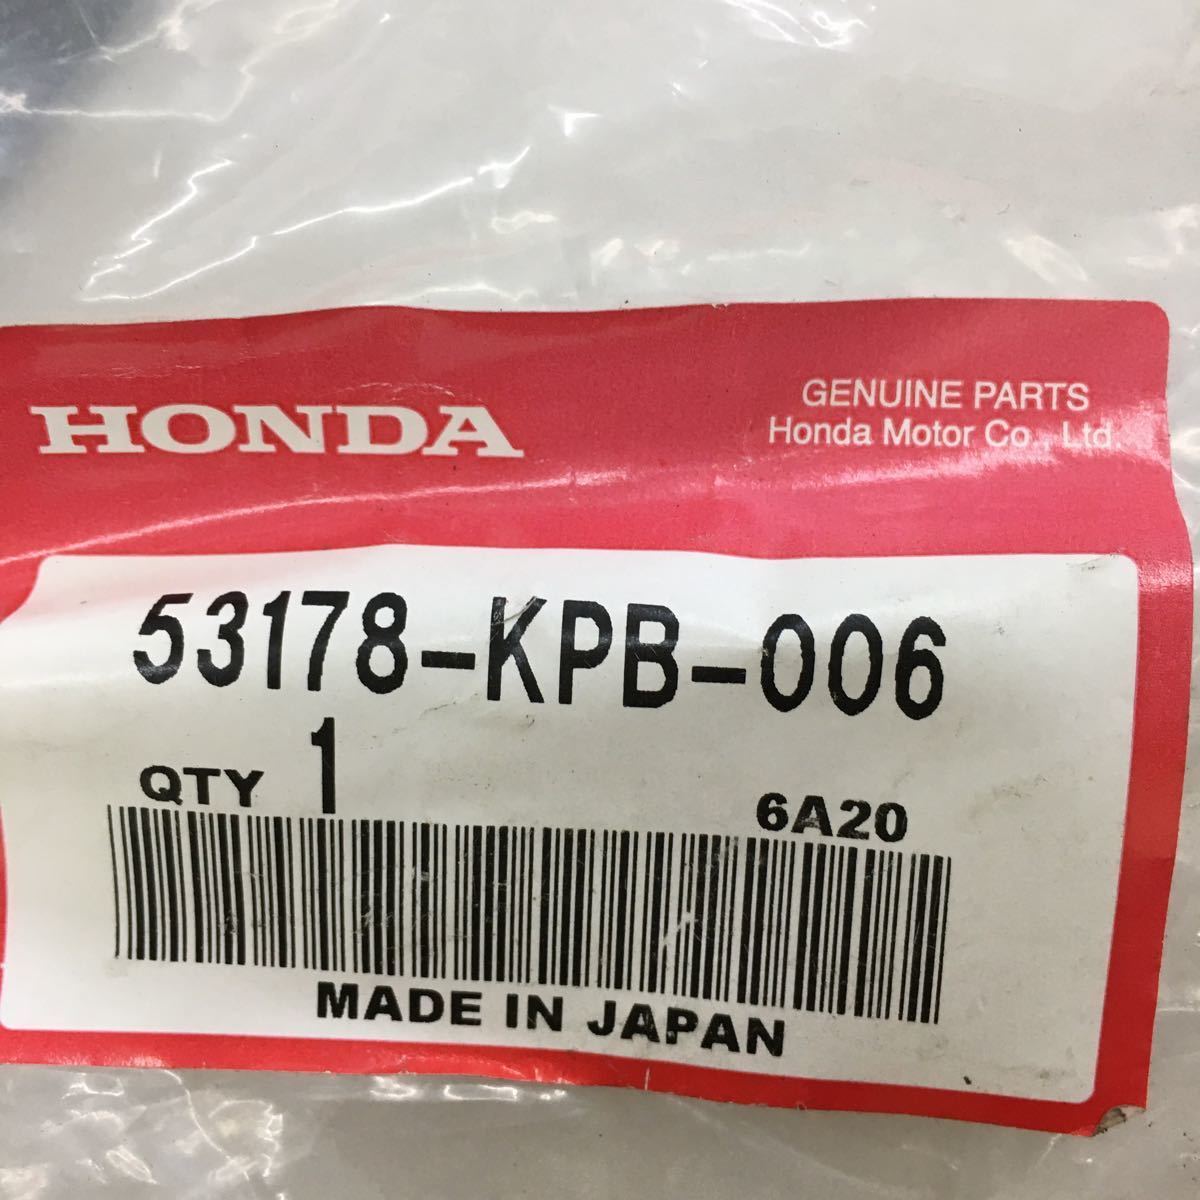 HONDA
GENUINE PARTS
Honda Motor Co., Ltd.
53178-KPB-006
QTY 1
6A20
MADE IN JAPAN